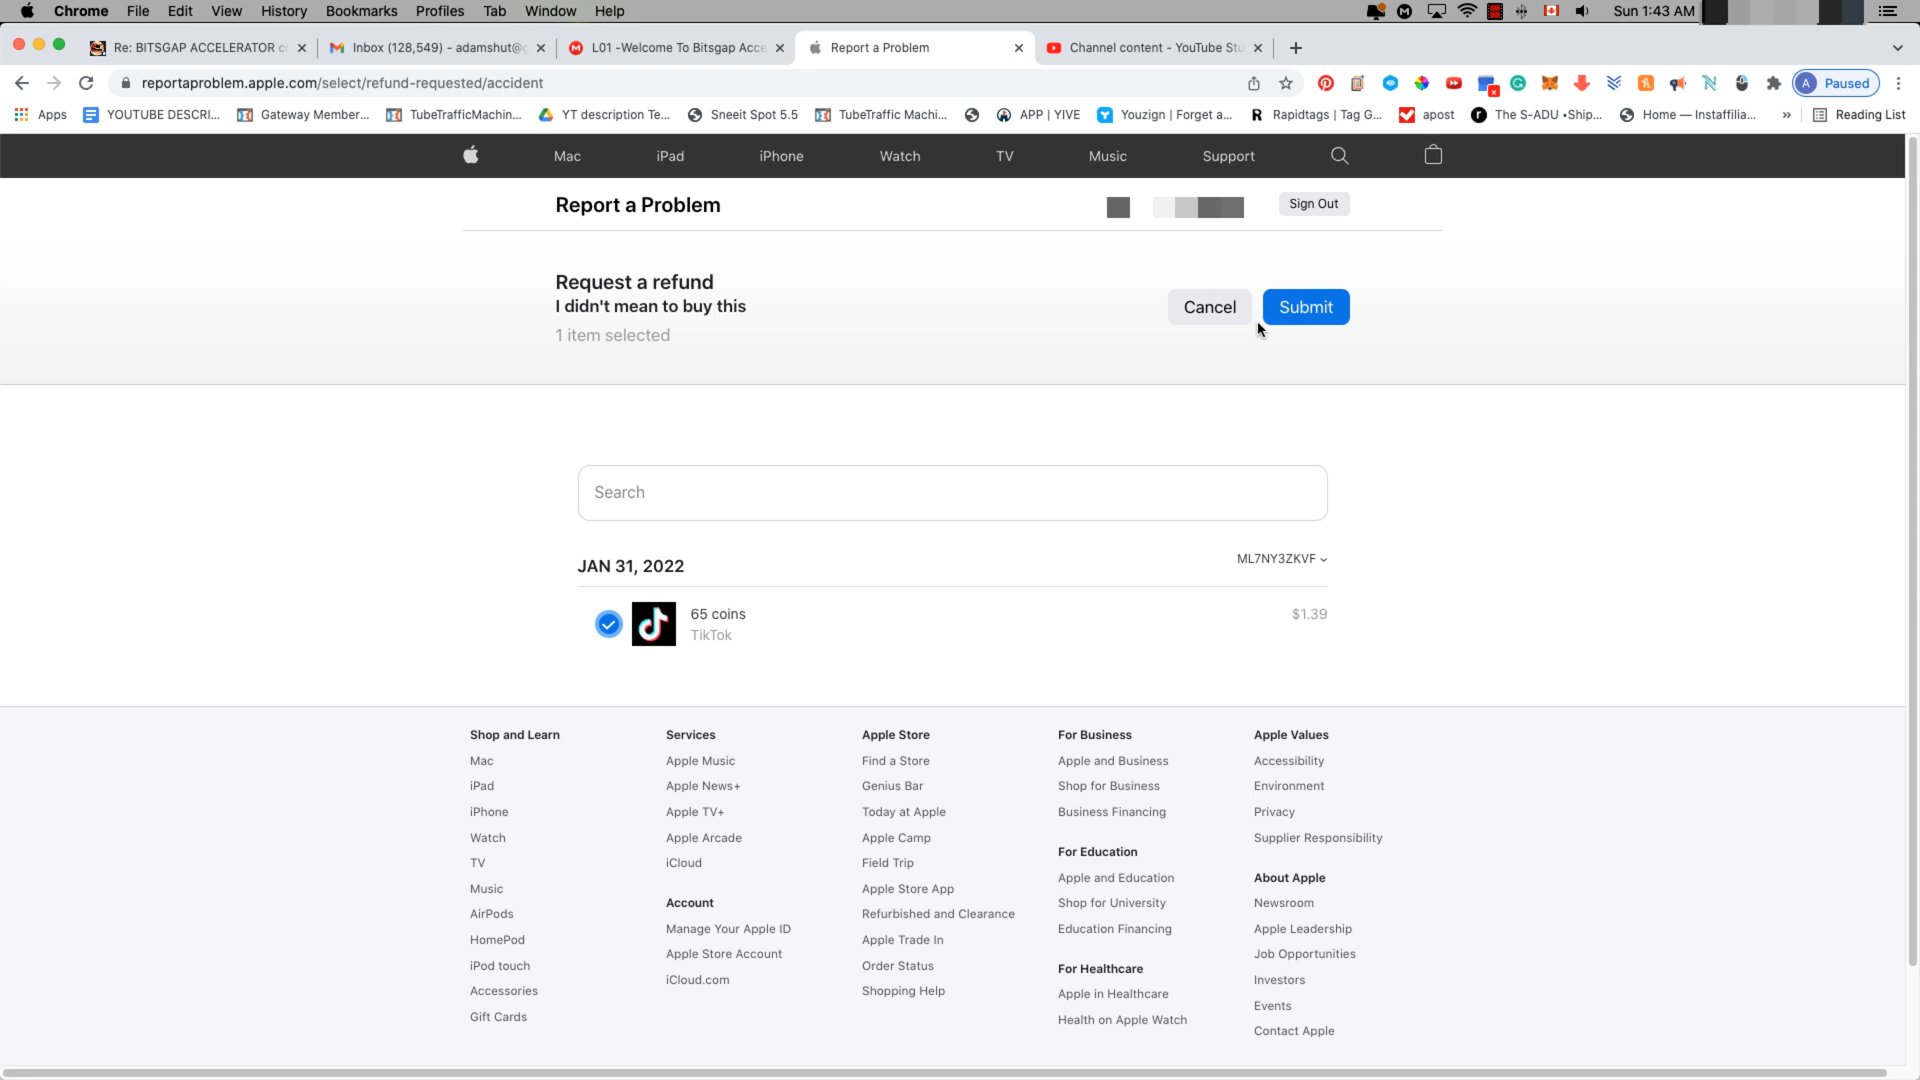 Chrome File Edit View History Bookmarks Profiles Tab Window Help Sun 1:43 AM
Re: BITSGAP ACCELERATOR c Inbox (128,549) - adamshut@g L01 -Welcome To Bitsgap Acce Report a Problem Channel content - YouTube Stu
reportaproblem.apple.com/select/refund-requested/accident A Paused
Apps YOUTUBE DESCRI... Gateway Member... TubeTrafficMachin... YT description Te... Sneeit Spot 5.5 TubeTraffic Machi... APP | YIVE Youzign | Forget a... Rapidtags | Tag G... apost The S-ADU •Ship... Home — Instaffilia... » Reading List
Mac iPad iPhone Watch TV Music Support
Report a Problem Sign Out
Request a refund
I didn't mean to buy this
1 item selected
Cancel Submit
Search
JAN 31, 2022 ML7NY3ZKVF
65 coins $1.39
TikTok
Shop and Learn
Mac
iPad
iPhone
Watch
TV
Music
AirPods
HomePod
iPod touch
Accessories
Gift Cards
Services
Apple Music
Apple News+
Apple TV+
Apple Arcade
iCloud
Account
Manage Your Apple ID
Apple Store Account
iCloud.com
Apple Store
Find a Store
Genius Bar
Today at Apple
Apple Camp
Field Trip
Apple Store App
Refurbished and Clearance
Apple Trade In
Order Status
Shopping Help
For Business
Apple and Business
Shop for Business
Business Financing
For Education
Apple and Education
Shop for University
Education Financing
For Healthcare
Apple in Healthcare
Health on Apple Watch
Apple Values
Accessibility
Environment
Privacy
Supplier Responsibility
About Apple
Newsroom
Apple Leadership
Job Opportunities
Investors
Events
Contact Apple